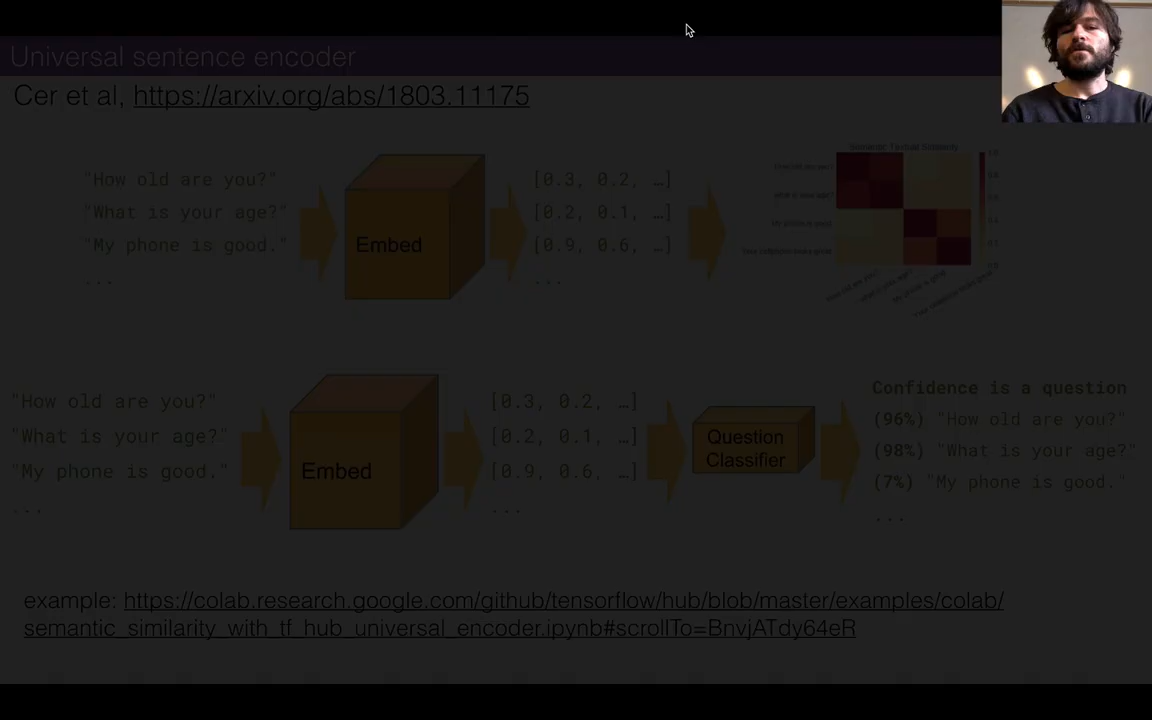 Universal sentence encoder
Cer et al, https://arxiv.org/abs/1803.11175
"How old are you?"
"What is your age?"
"My phone is good."
...
Embed
[0.3, 0.2, …]
[0.2, 0.1, …]
[0.9, 0.6, …]
...
Semantic Textual Similarity
"How old are you?"
"What is your age?"
"My phone is good."
...
Embed
[0.3, 0.2, …]
[0.2, 0.1, …]
[0.9, 0.6, …]
...
Question
Classifier
Confidence is a question
(96%) "How old are you?"
(98%) "What is your age?"
(7%) "My phone is good."
...
example: https://colab.research.google.com/github/tensorflow/hub/blob/master/examples/colab/
semantic_similarity_with_tf_hub_universal_encoder.ipynb#scrollTo=BnvjATdy64eR